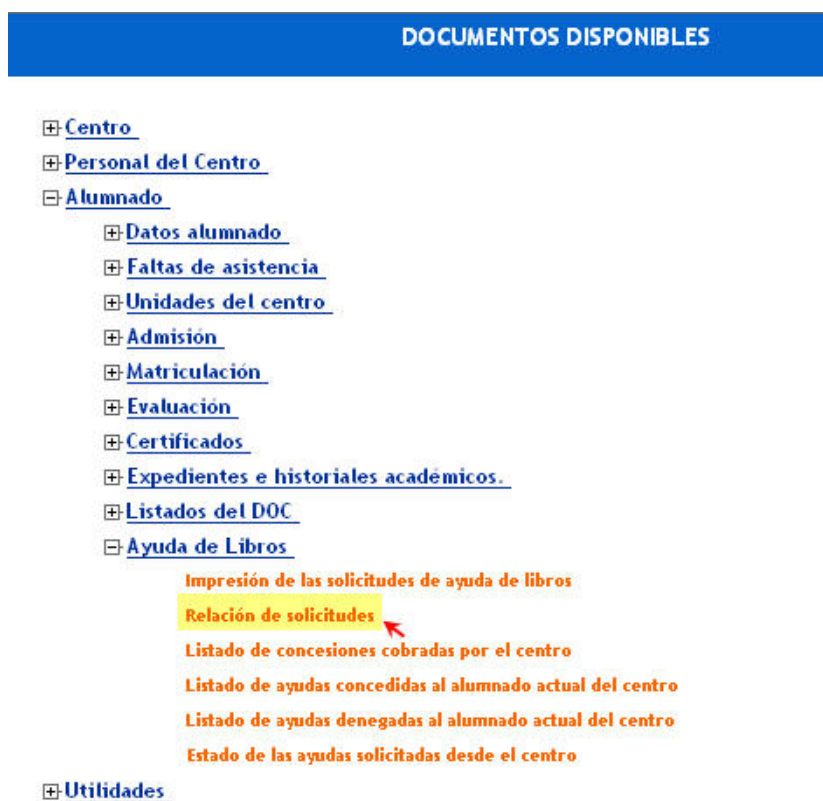 DOCUMENTOS DISPONIBLES
Centro
Personal del Centro
Alumnado
Datos alumnado
Faltas de asistencia
Unidades del centro
Admisión
Matriculación
Evaluación
Certificados
Expedientes e historiales académicos.
Listados del DOC
Ayuda de Libros
Impresión de las solicitudes de ayuda de libros
Relación de solicitudes
Listado de concesiones cobradas por el centro
Listado de ayudas concedidas al alumnado actual del centro
Listado de ayudas denegadas al alumnado actual del centro
Estado de las ayudas solicitadas desde el centro
Utilidades